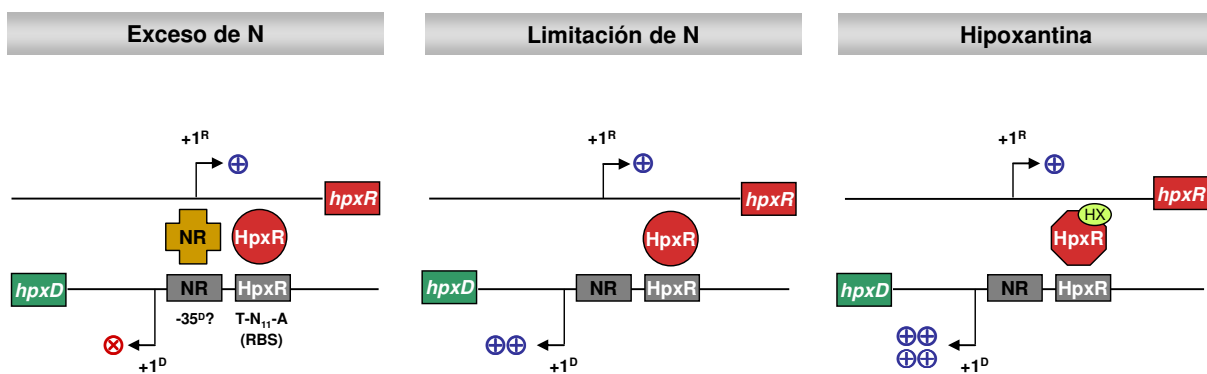 Exceso de N
+1ᴿ
hpxR
NR
HpxR
hpxD
NR
HpxR
-35ᴰ?
T-N₁₁-A
(RBS)
+1ᴰ
Limitación de N
+1ᴿ
hpxR
HpxR
hpxD
NR
HpxR
+1ᴰ
Hipoxantina
+1ᴿ
hpxR
HX
HpxR
hpxD
NR
HpxR
+1ᴰ